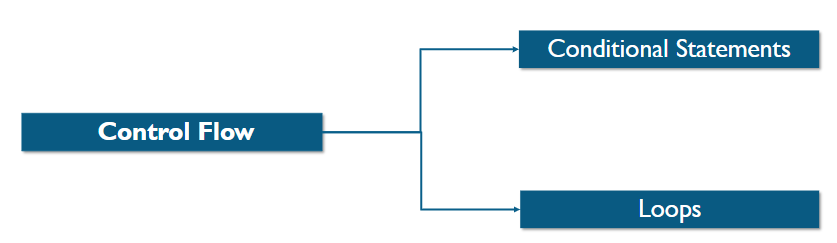 Conditional Statements
Control Flow
Loops